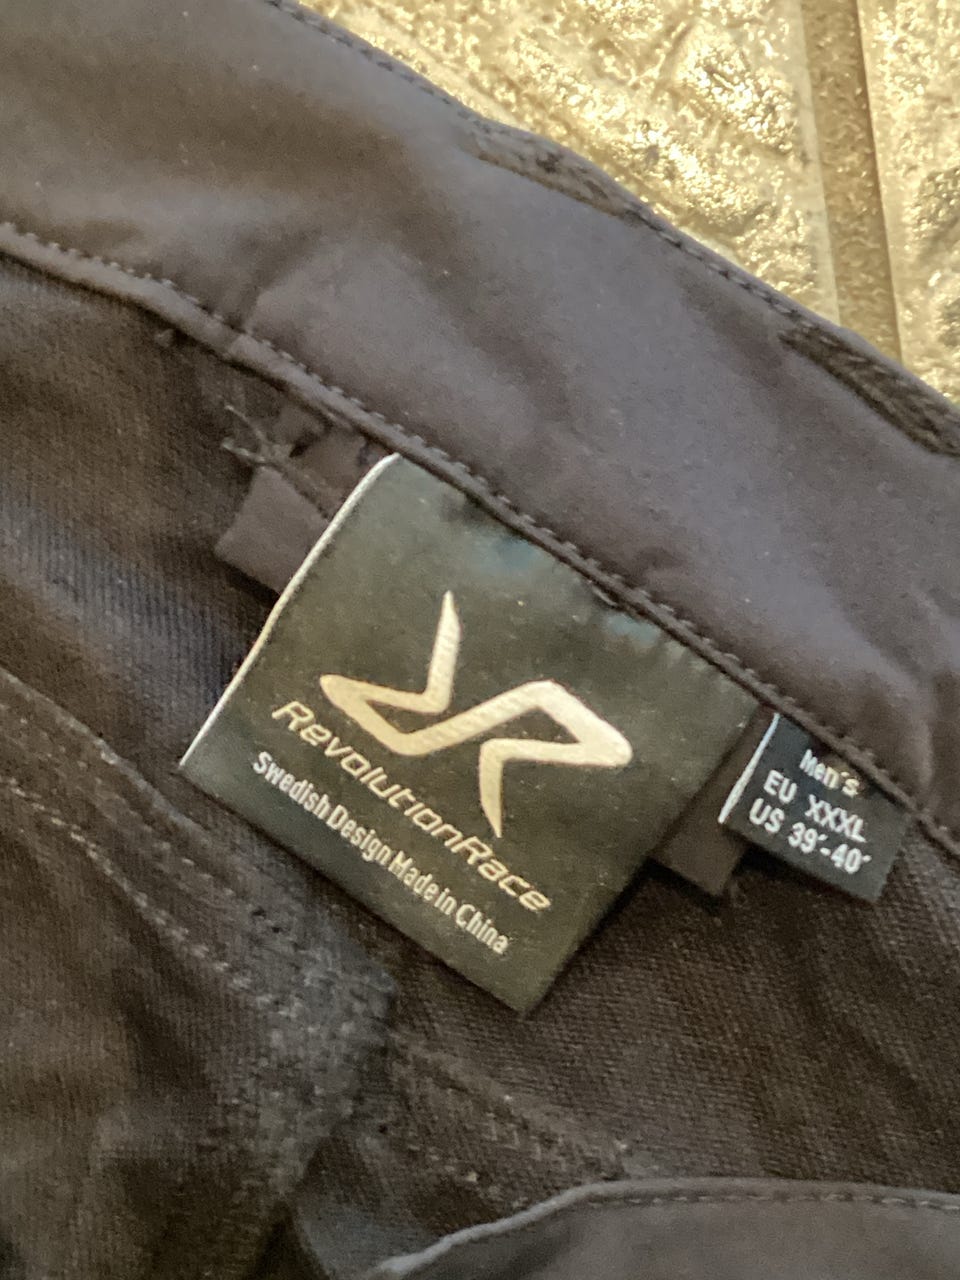 RevolutionRace
Swedish Design Made in China
Men's
EU XXXL
US 39"-40"